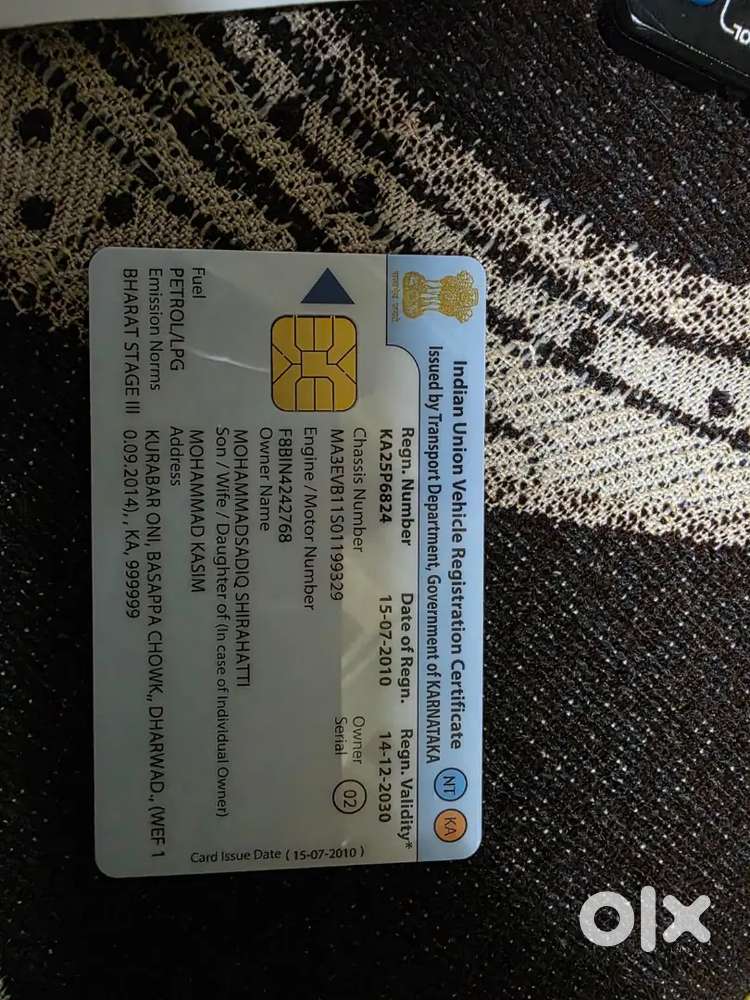 Indian Union Vehicle Registration Certificate
Issued by Transport Department, Government of KARNATAKA
NT KA
Regn. Number Date of Regn. Regn. Validity*
KA25P6824 15-07-2010 14-12-2030
Chassis Number Owner
MA3EVB11S01199329 Serial 02
Engine /Motor Number
F8BIN4242768
Owner Name
MOHAMMADSADIQ SHIRAHATTI
Son / Wife / Daughter of (In case of Individual Owner)
MOHAMMAD KASIM
Fuel
PETROL/LPG
Emission Norms
BHARAT STAGE III
Address
KURABAR ONI, BASAPPA CHOWK,, DHARWAD., (WEF 1
0.09.2014),, KA, 999999
Card Issue Date ( 15-07-2010 )
olx